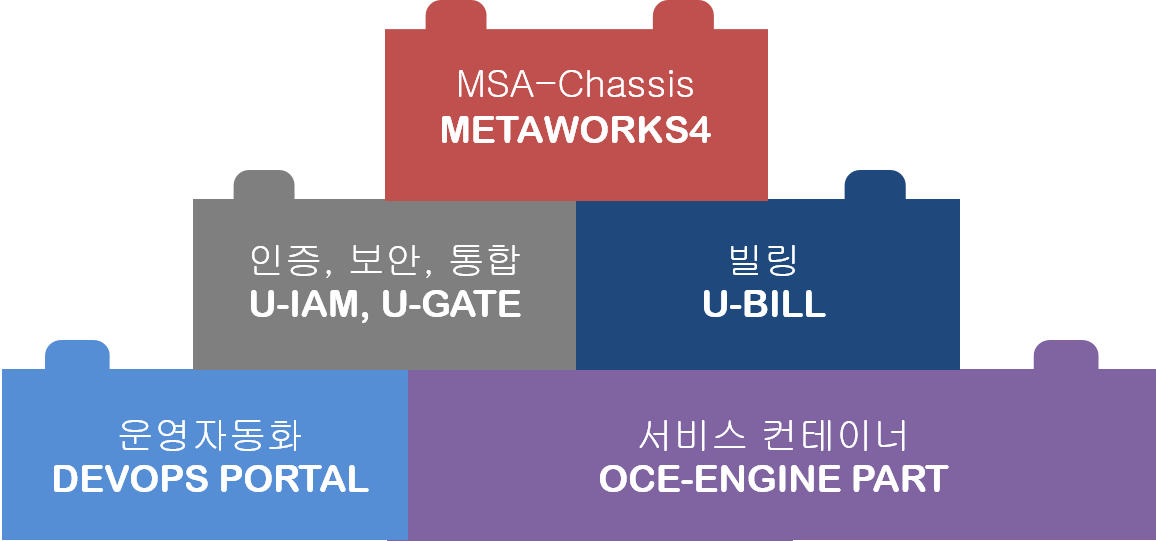 MSA-Chassis
METAWORKS4
인증, 보안, 통합
U-IAM, U-GATE
빌링
U-BILL
운영자동화
DEVOPS PORTAL
서비스 컨테이너
OCE-ENGINE PART